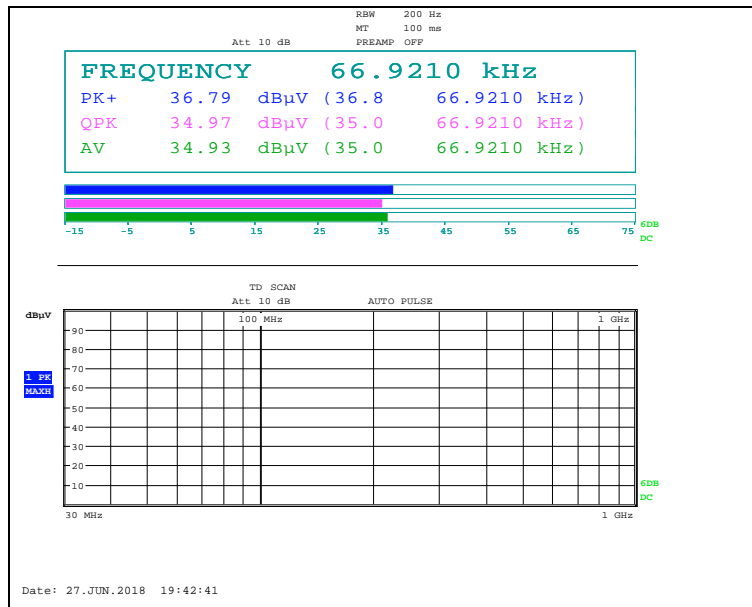 RBW 200 Hz
MT 100 ms
Att 10 dB PREAMP OFF
FREQUENCY 66.9210 kHz
PK+ 36.79 dBµV (36.8 66.9210 kHz)
QPK 34.97 dBµV (35.0 66.9210 kHz)
AV 34.93 dBµV (35.0 66.9210 kHz)
-15 -5 5 15 25 35 45 55 65 75
6DB
DC
TD SCAN
Att 10 dB AUTO PULSE
dBµV
100 MHz 1 GHz
90
80
70
1 PK
60
MAXH
50
40
30
20
10
6DB
DC
30 MHz 1 GHz
Date: 27.JUN.2018 19:42:41